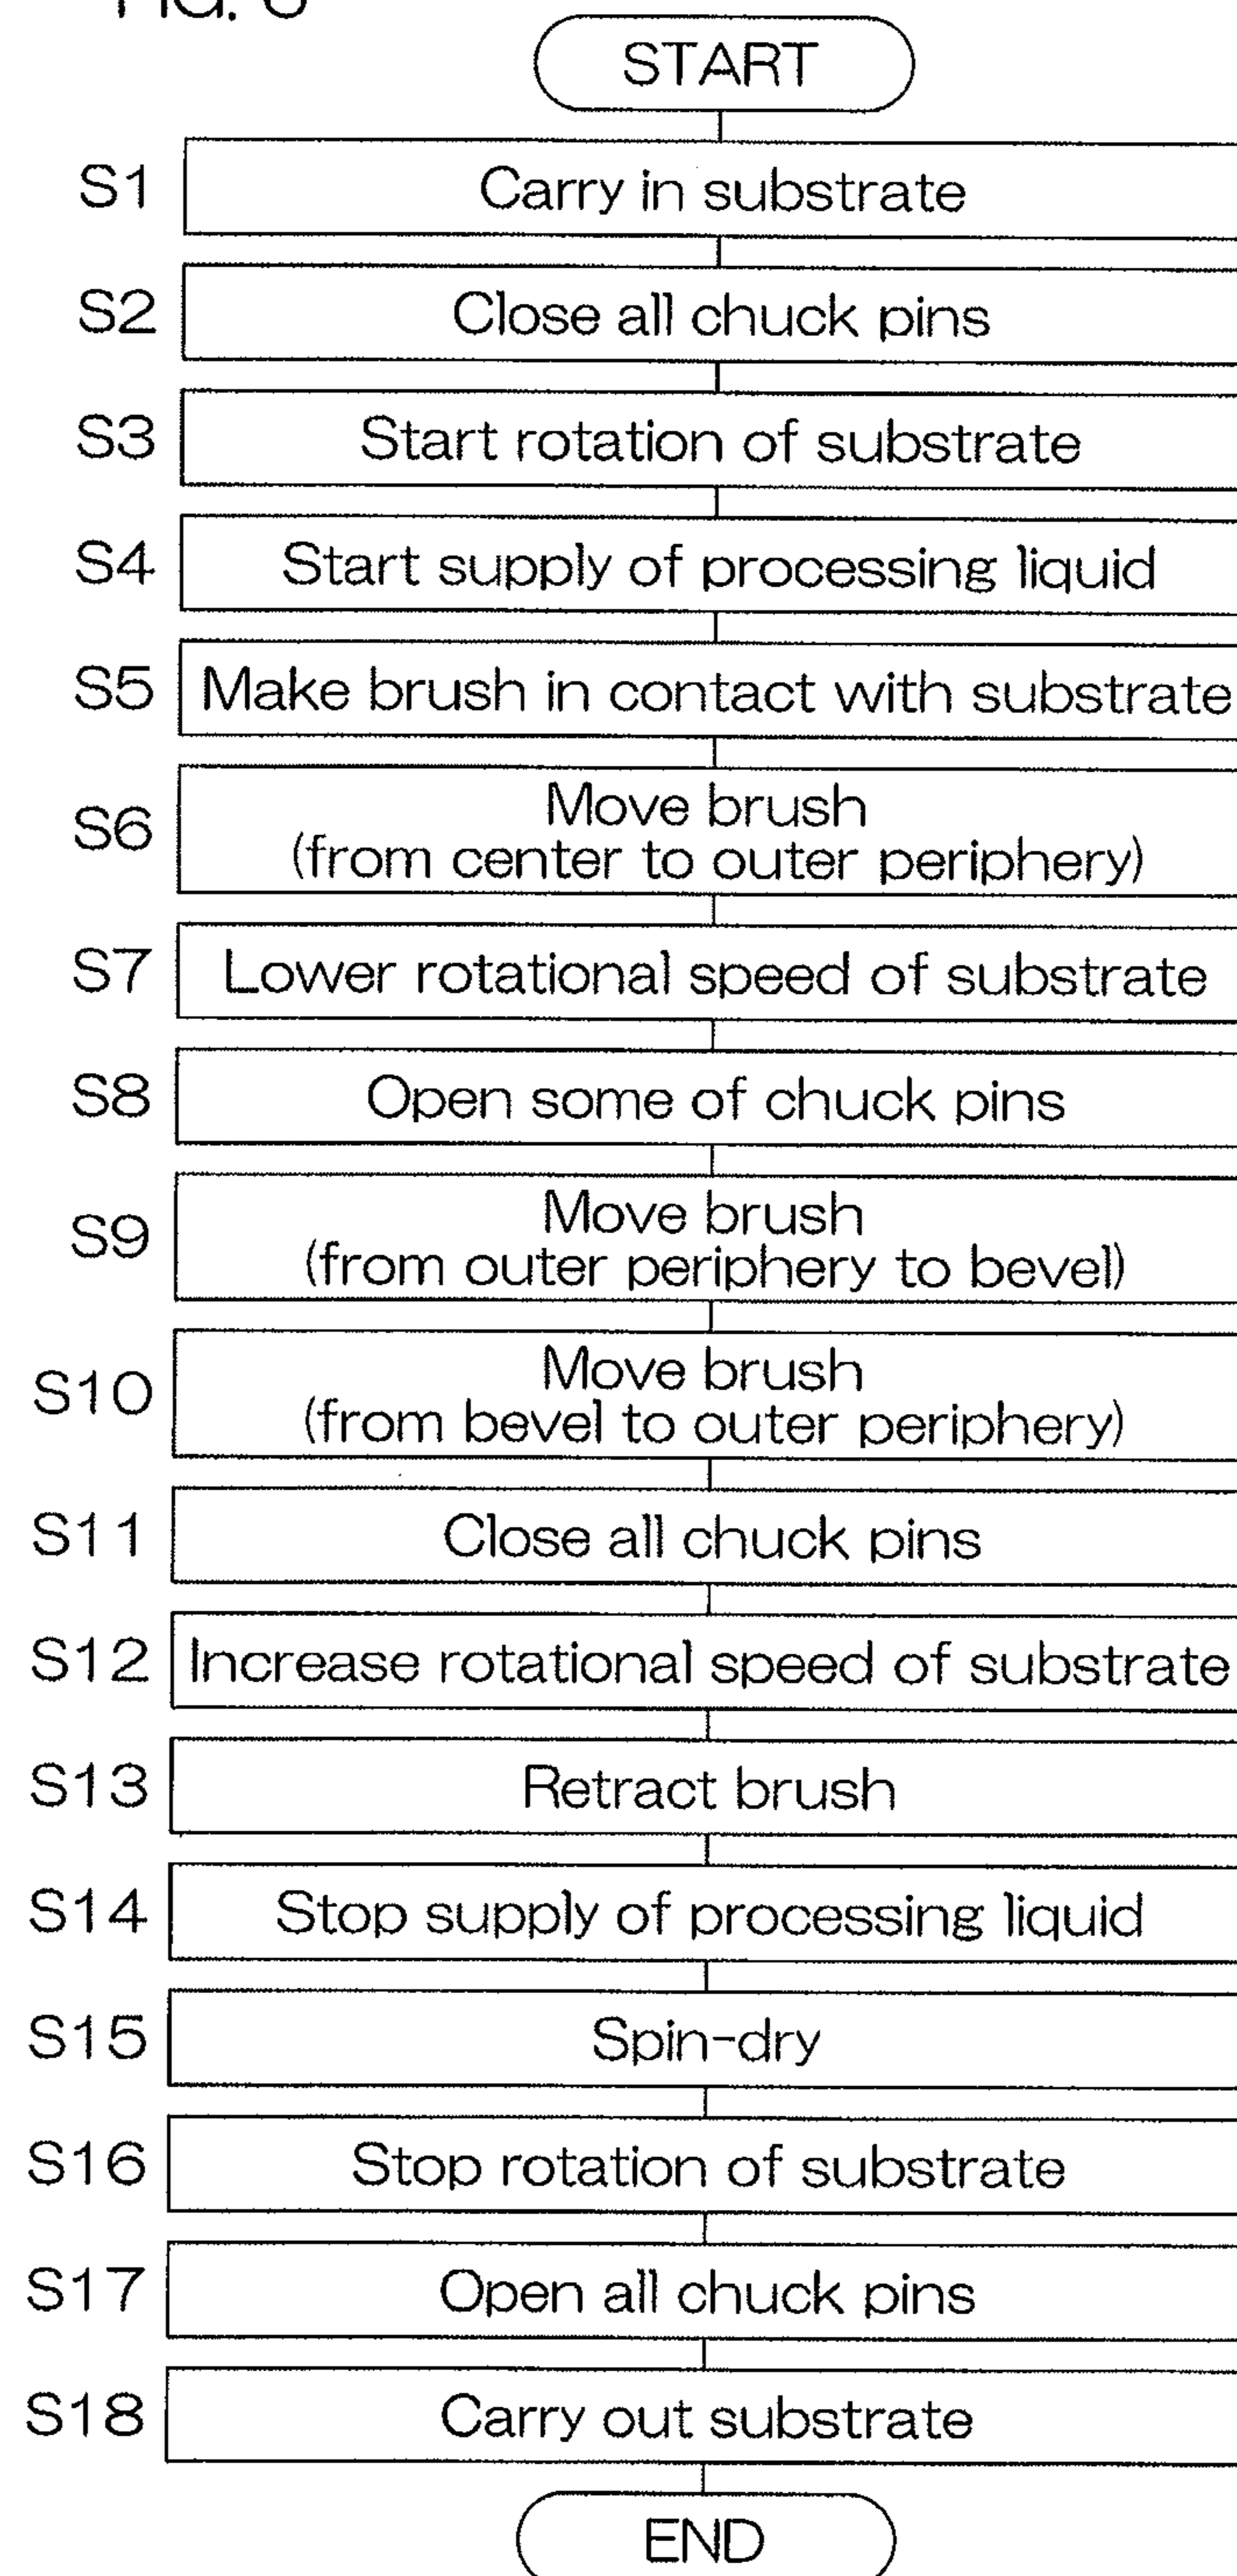 START
S1 Carry in substrate
S2 Close all chuck pins
S3 Start rotation of substrate
S4 Start supply of processing liquid
S5 Make brush in contact with substrate
S6 Move brush
(from center to outer periphery)
S7 Lower rotational speed of substrate
S8 Open some of chuck pins
S9 Move brush
(from outer periphery to bevel)
S10 Move brush
(from bevel to outer periphery)
S11 Close all chuck pins
S12 Increase rotational speed of substrate
S13 Retract brush
S14 Stop supply of processing liquid
S15 Spin-dry
S16 Stop rotation of substrate
S17 Open all chuck pins
S18 Carry out substrate
END